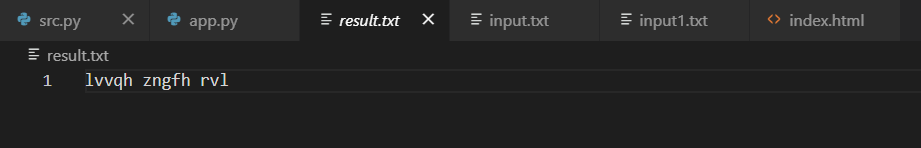 src.py app.py result.txt input.txt input1.txt index.html
result.txt
1 lvvqh zngfh rvl